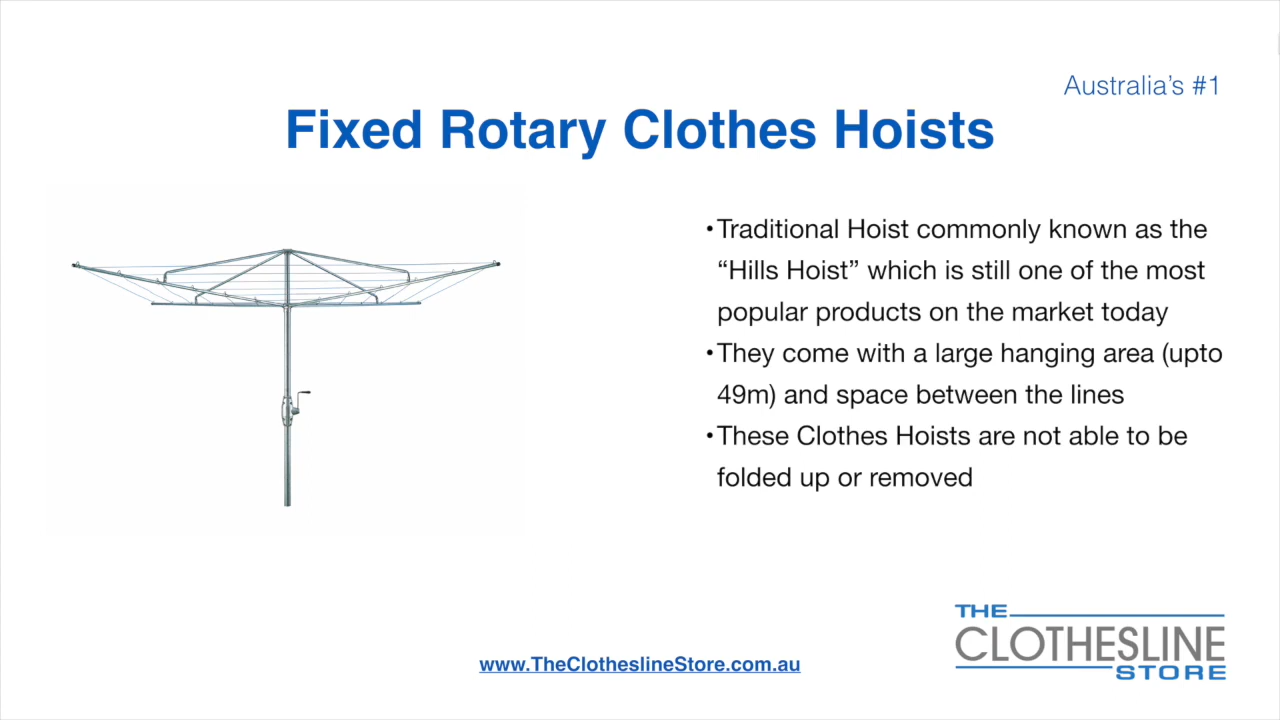 Australia's #1
Fixed Rotary Clothes Hoists
•Traditional Hoist commonly known as the
“Hills Hoist” which is still one of the most
popular products on the market today
•They come with a large hanging area (upto
49m) and space between the lines
•These Clothes Hoists are not able to be
folded up or removed
THE
CLOTHESLINE
STORE
www.TheClotheslineStore.com.au